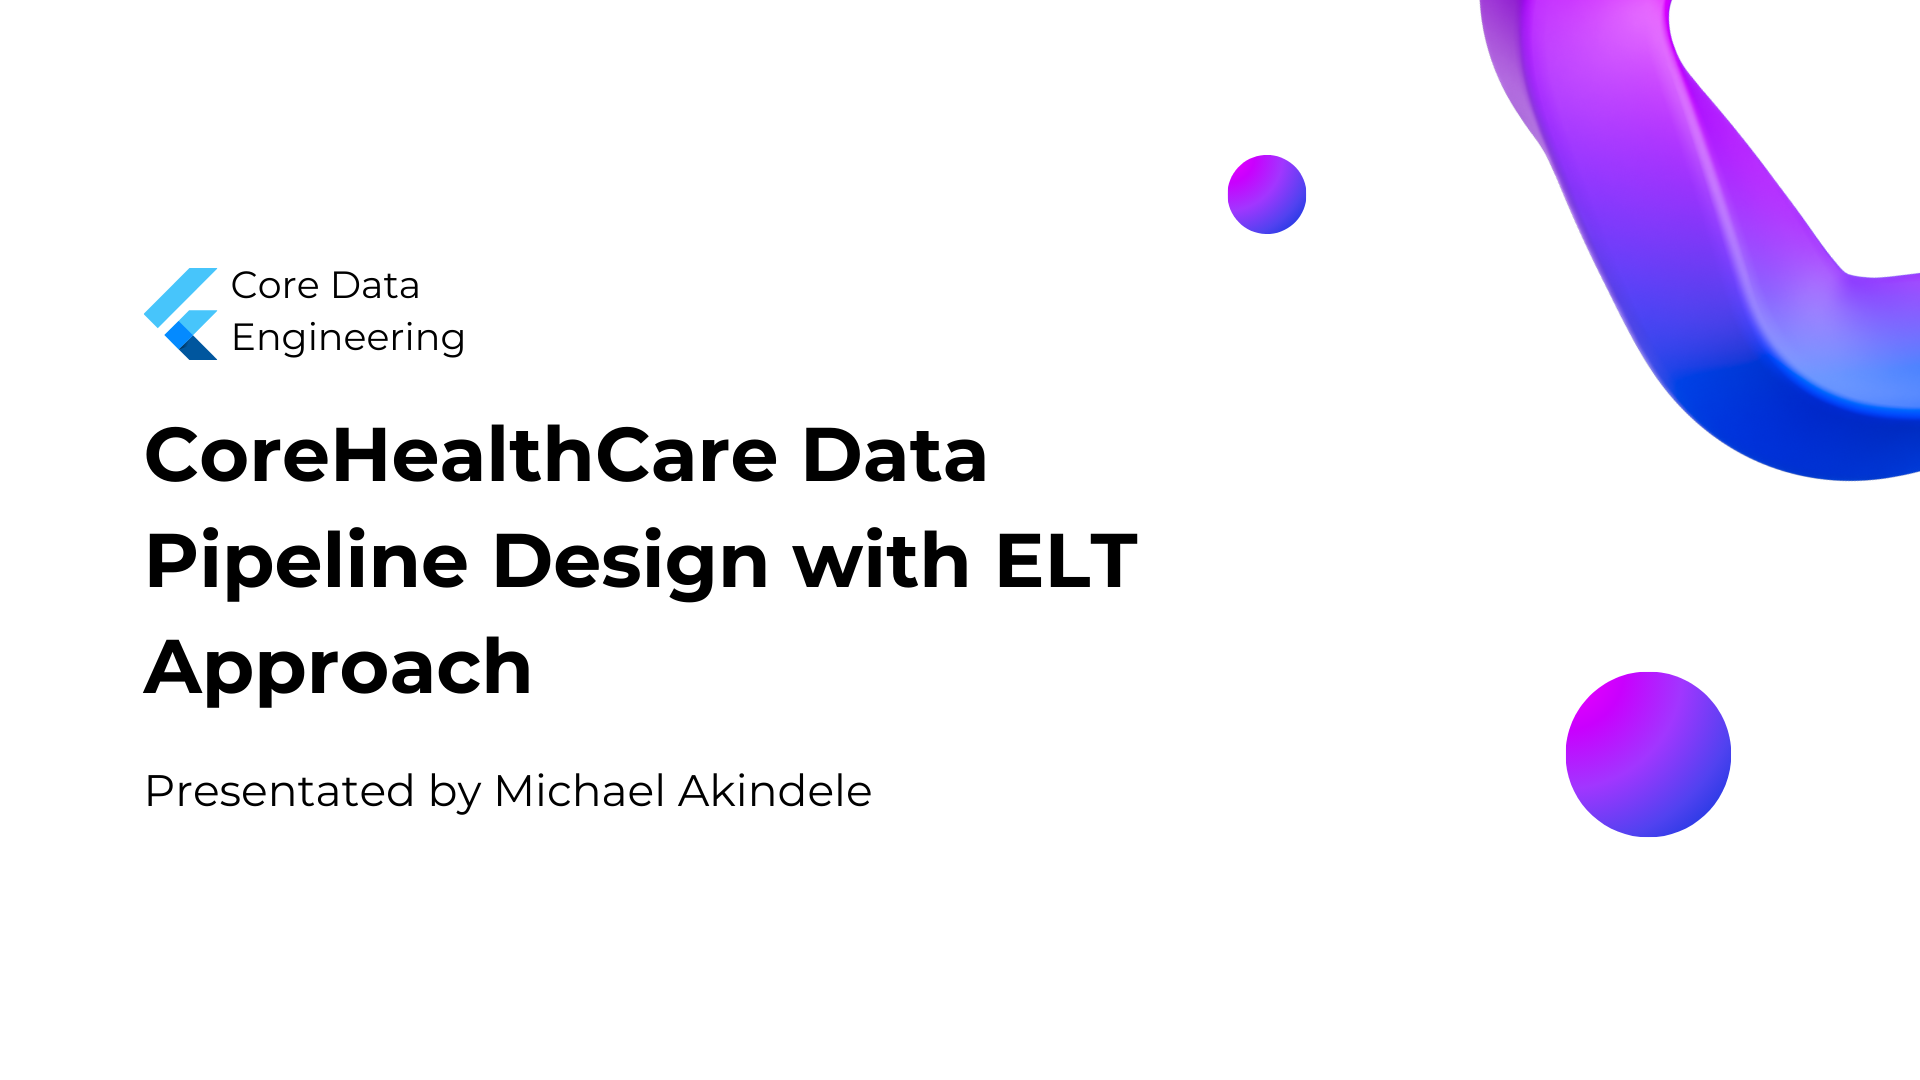 Core Data
Engineering
CoreHealthCare Data
Pipeline Design with ELT
Approach
Presentated by Michael Akindele